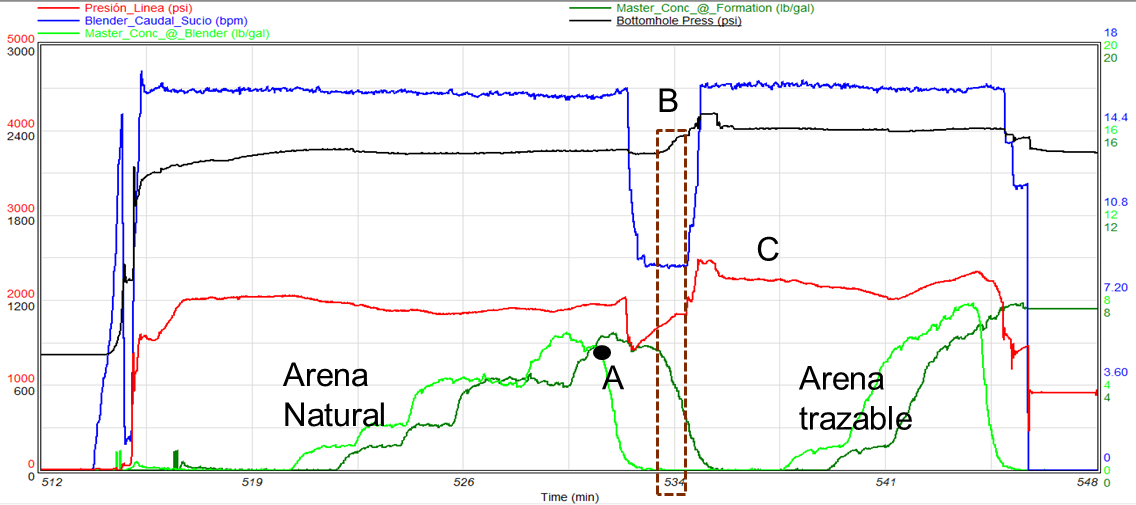 Presión_Linea (psi)
Blender_Caudal_Sucio (bpm)
Master_Conc_@_Blender (lb/gal)
Master_Conc_@_Formation (lb/gal)
Bottomhole Press (psi)
5000
3000
4000
2400
3000
1800
2000
1200
1000
600
0
0
18
20
20
14.4
16
16
10.8
12
12
7.20
8
8
3.60
4
4
0
0
0
B
C
A
Arena
Natural
Arena
trazable
512
519
526
534
541
548
Time (min)